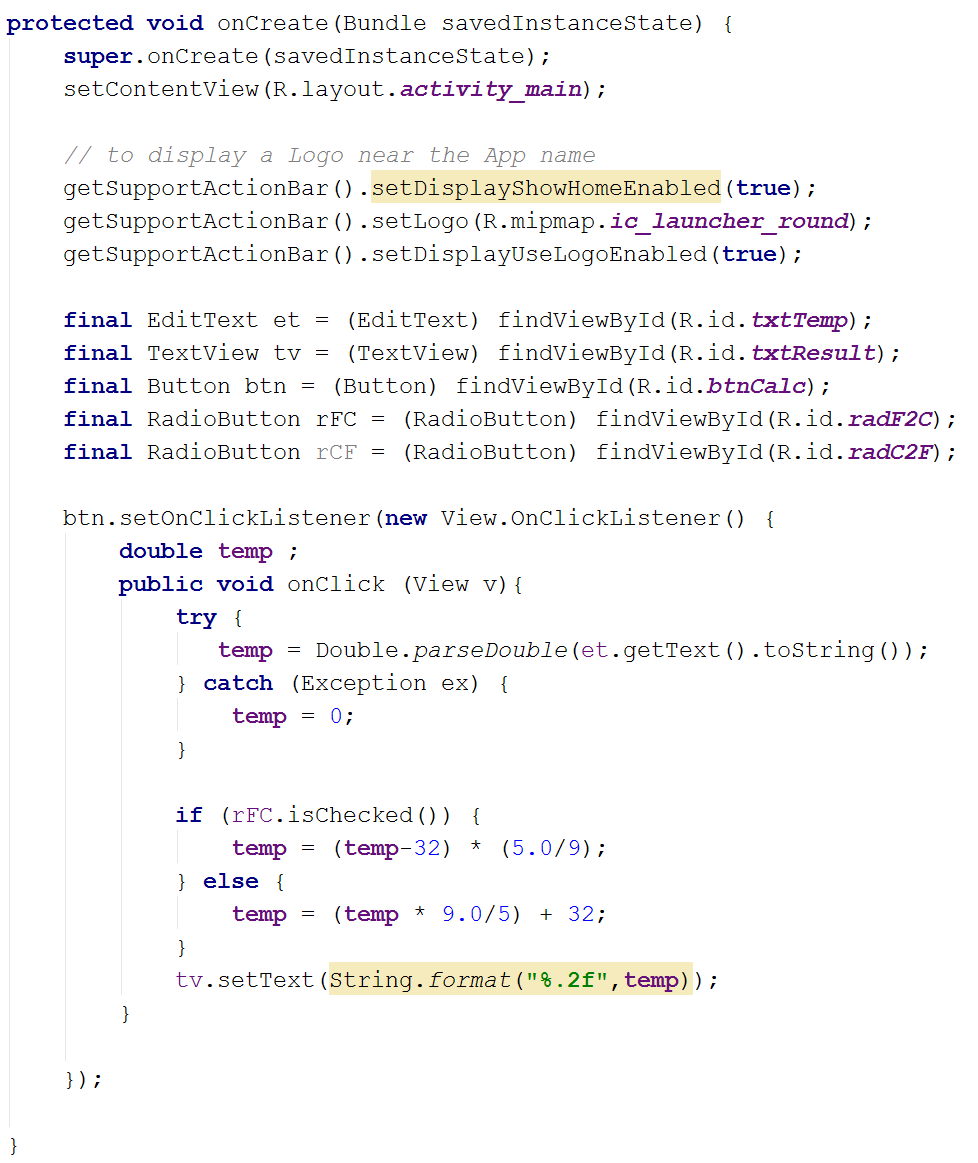 protected void onCreate(Bundle savedInstanceState) {
    super.onCreate(savedInstanceState);
    setContentView(R.layout.activity_main);

    // to display a Logo near the App name
    getSupportActionBar().setDisplayShowHomeEnabled(true);
    getSupportActionBar().setLogo(R.mipmap.ic_launcher_round);
    getSupportActionBar().setDisplayUseLogoEnabled(true);

    final EditText et = (EditText) findViewById(R.id.txtTemp);
    final TextView tv = (TextView) findViewById(R.id.txtResult);
    final Button btn = (Button) findViewById(R.id.btnCalc);
    final RadioButton rFC = (RadioButton) findViewById(R.id.radF2C);
    final RadioButton rCF = (RadioButton) findViewById(R.id.radC2F);

    btn.setOnClickListener(new View.OnClickListener() {
        double temp ;
        public void onClick (View v){
            try {
               temp = Double.parseDouble(et.getText().toString());
            } catch (Exception ex) {
                temp = 0;
            }

            if (rFC.isChecked()) {
                temp = (temp-32) * (5.0/9);
            } else {
                temp = (temp * 9.0/5) + 32;
            }
            tv.setText(String.format("%.2f",temp));
        }

    });

}